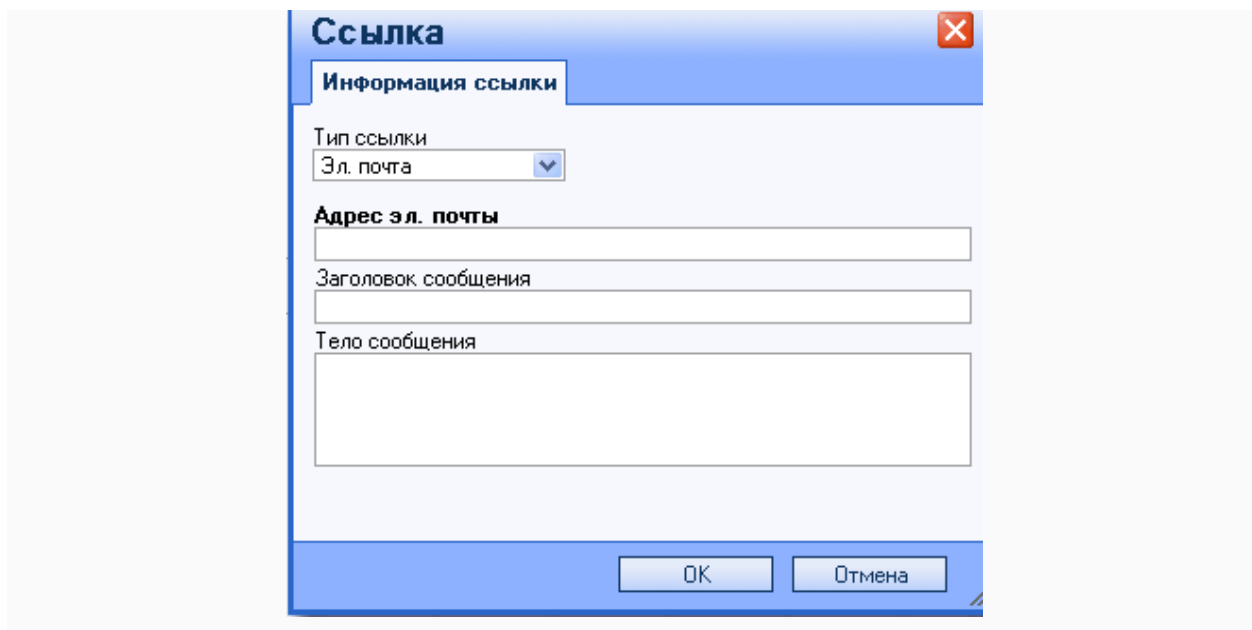 Ссылка
Информация ссылки
Тип ссылки
Эл. почта
Адрес эл. почты
Заголовок сообщения
Тело сообщения
OK Отмена